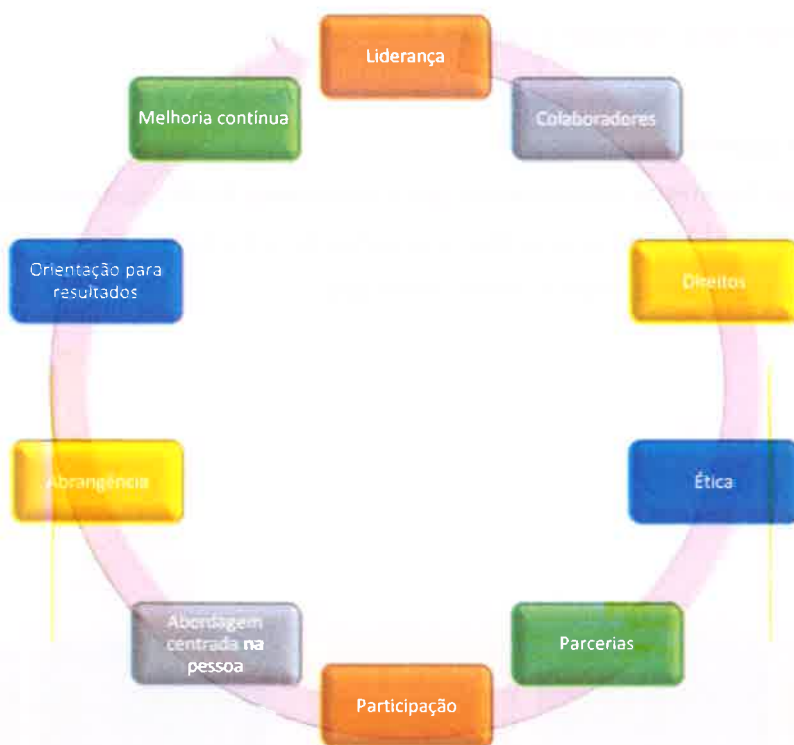 Liderança
Colaboradores
Direitos
Ética
Parcerias
Participação
Abordagem
centrada na
pessoa
Abrangência
Orientação para
resultados
Melhoria contínua